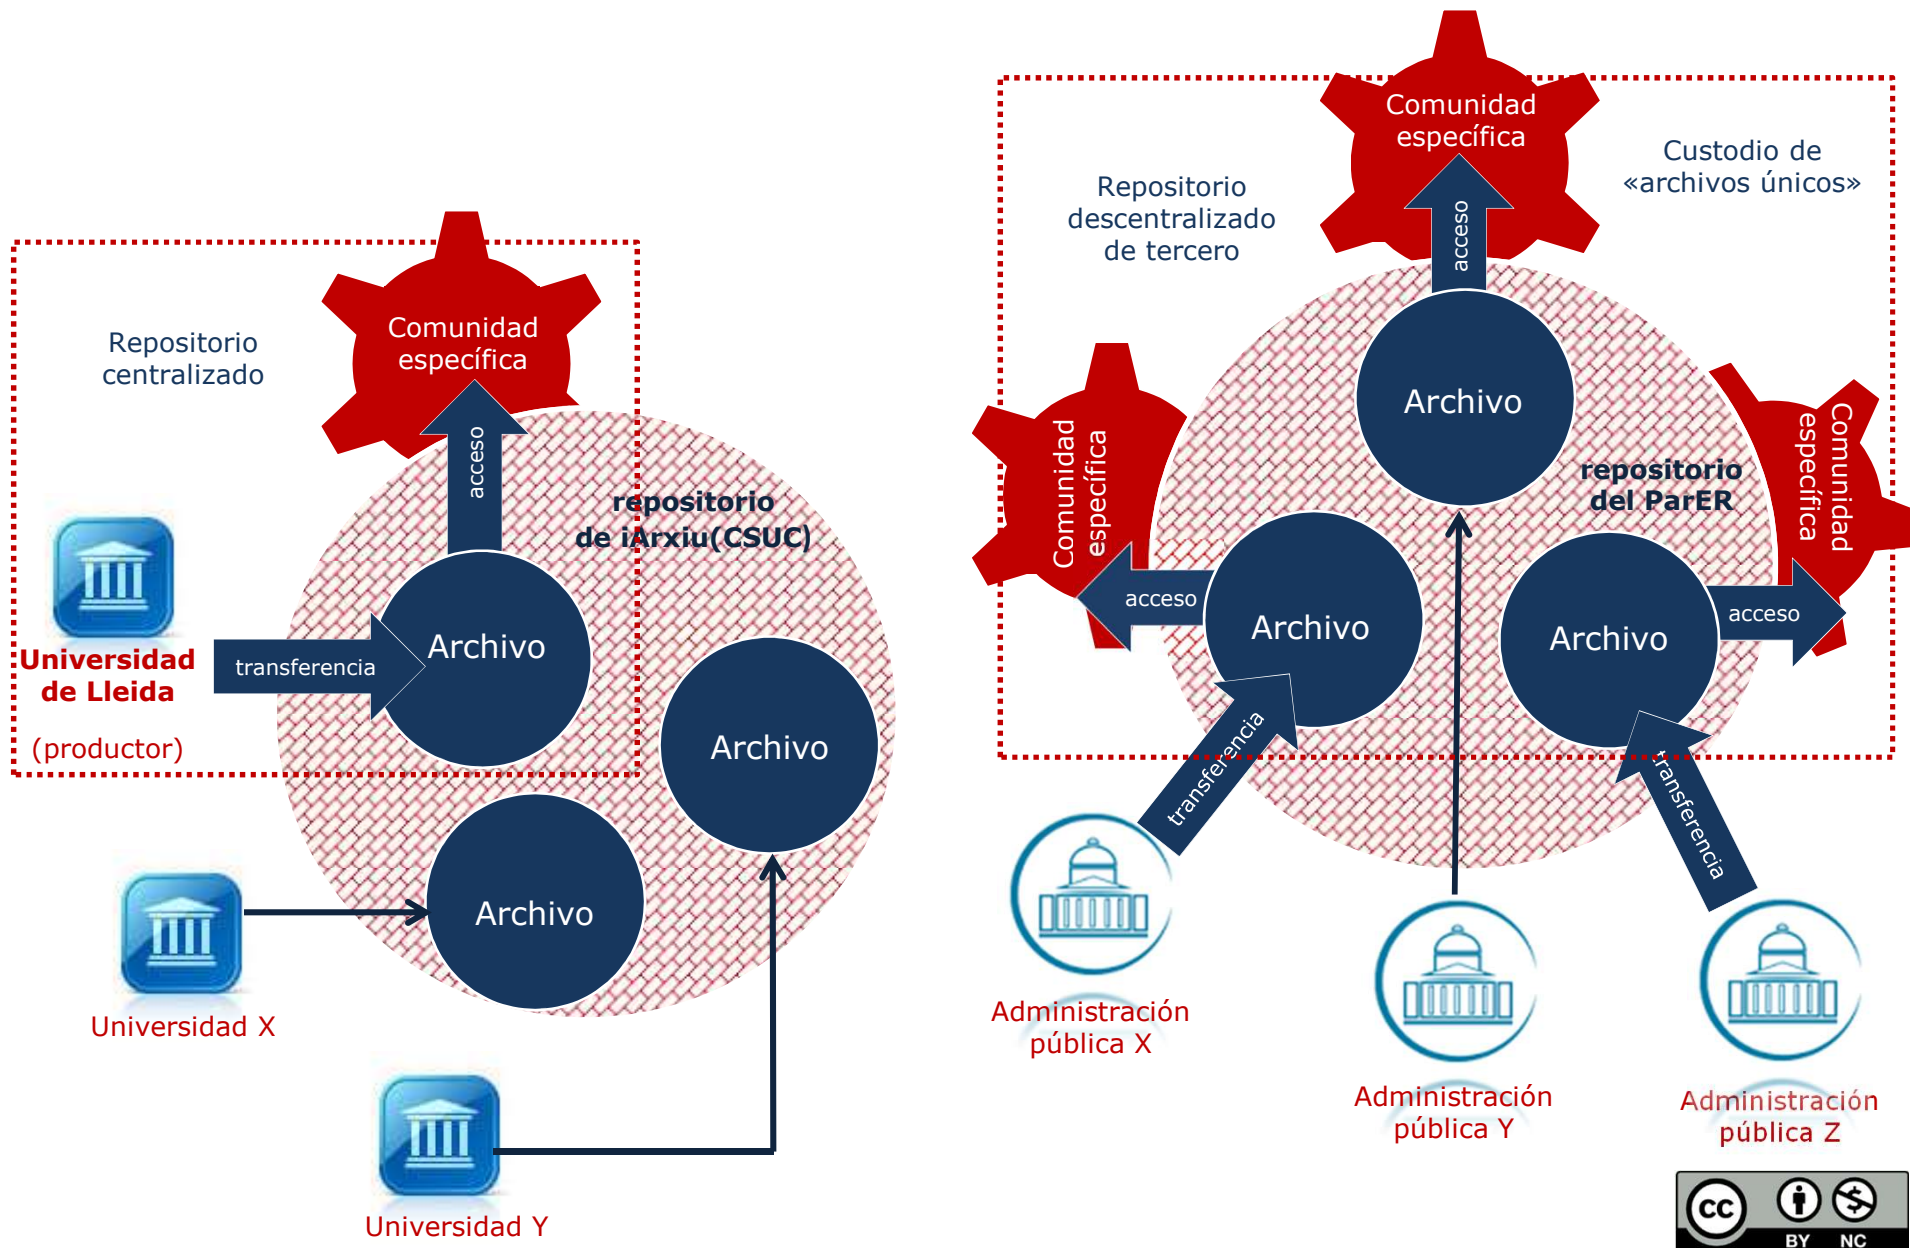 Repositorio
centralizado
Comunidad
específica
acceso
repositorio
de iArxiu(CSUC)
Universidad
de Lleida
(productor)
transferencia
Archivo
Archivo
Archivo
Universidad X
Universidad Y
Comunidad
específica
Custodio de
«archivos únicos»
Repositorio
descentralizado
de tercero
acceso
Archivo
repositorio
del ParER
Comunidad
específica
Comunidad
específica
acceso
Archivo
Archivo
acceso
transferencia
transferencia
Administración
pública X
Administración
pública Y
Administración
pública Z
cc
BY NC